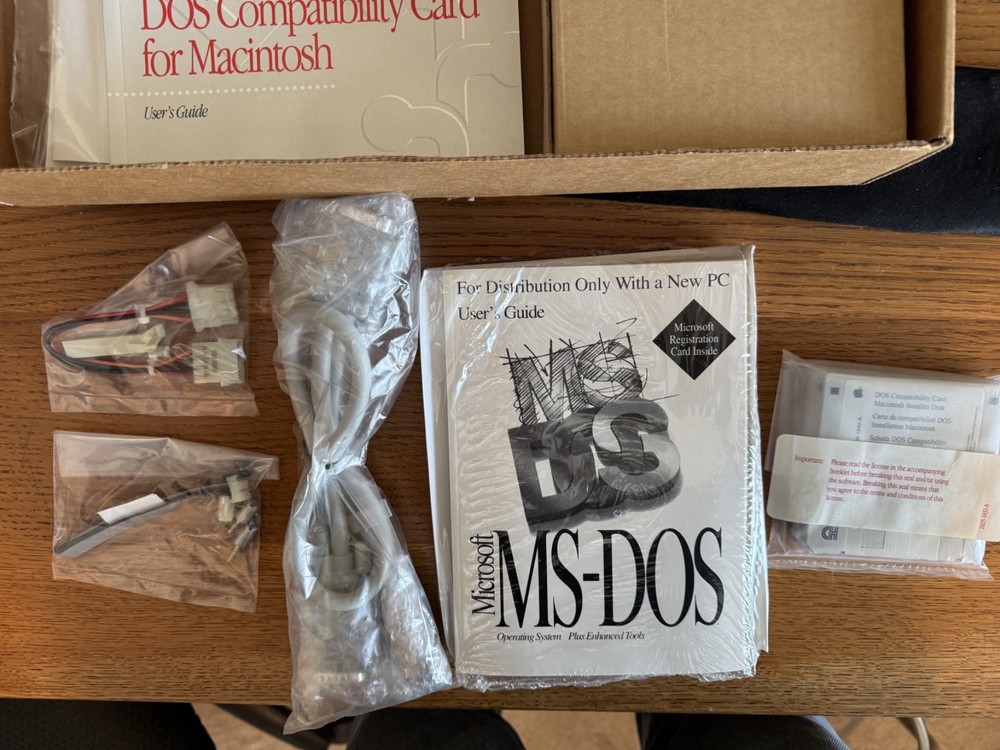 DOS Compatibility Card
for Macintosh
User's Guide
For Distribution Only With a New PC
User's Guide
Microsoft
Registration
Card Inside
MS
DOS
Microsoft
MS-DOS
Operating System Plus Enhanced Tools
DOS Compatibility Card
Macintosh Installer Disk
Carte de compatibilité DOS
Installation Macintosh
Scheda DOS Compatibility
Important: Please read the license in the accompanying
booklet before breaking this seal and/or using
the software. Breaking this seal means that
you agree to the terms and conditions of this
license.